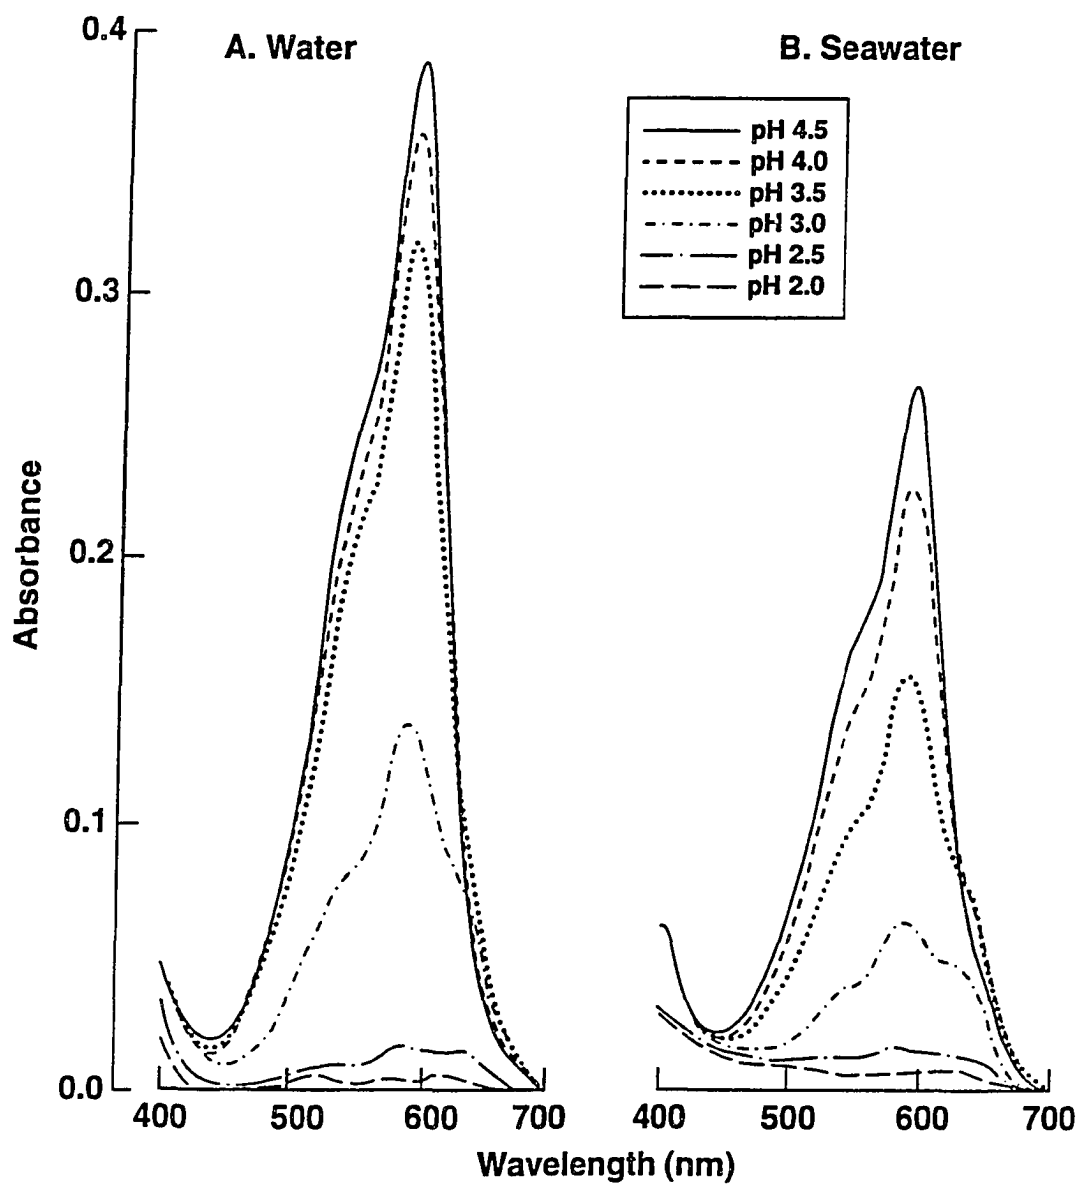 0.4
A. Water
B. Seawater
pH 4.5
pH 4.0
pH 3.5
pH 3.0
pH 2.5
pH 2.0
0.3
0.2
0.1
0.0
Absorbance
400 500 600 700
400 500 600 700
Wavelength (nm)